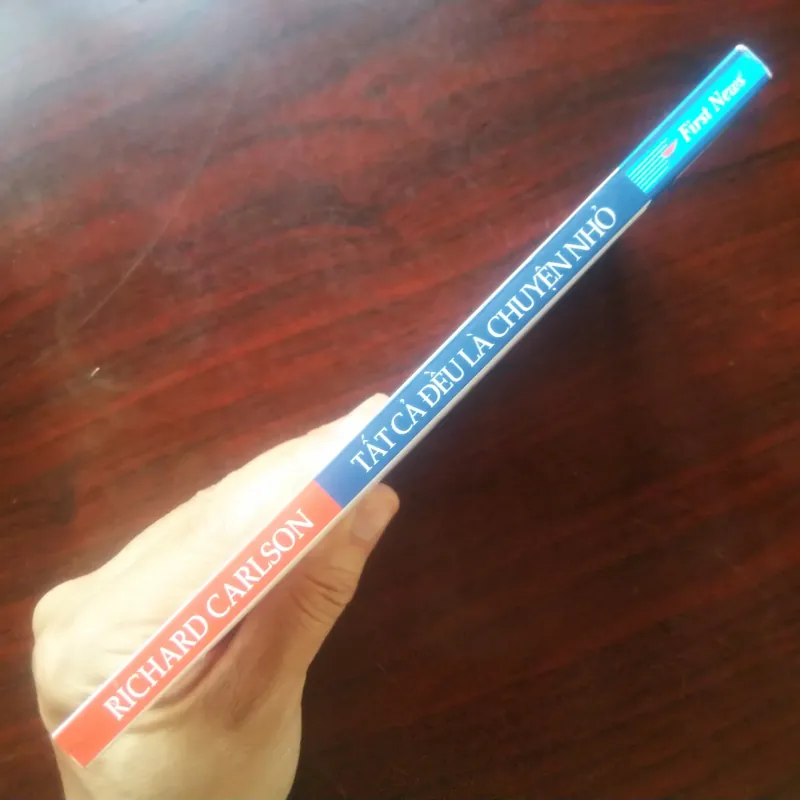 RICHARD CARLSON
TẤT CẢ ĐỀU LÀ CHUYỆN NHỎ
First News